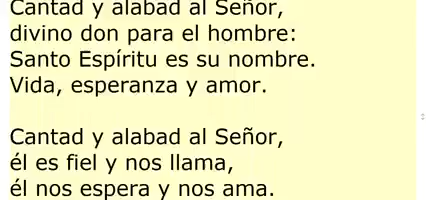 Cantad y alabad al Señor,
divino don para el hombre:
Santo Espíritu es su nombre.
Vida, esperanza y amor.
Cantad y alabad al Señor,
él es fiel y nos llama,
él nos espera y nos ama.